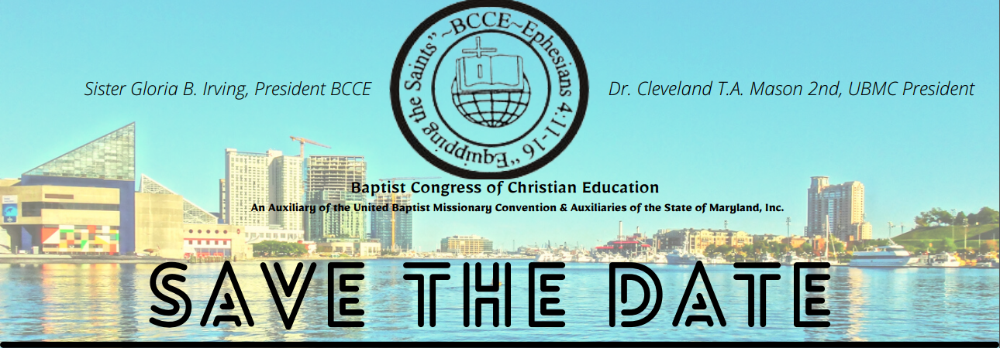 ~BCCE~Ephesians 4:11-16 "Equipping the Saints"
Sister Gloria B. Irving, President BCCE
Dr. Cleveland T.A. Mason 2nd, UBMC President
Baptist Congress of Christian Education
An Auxiliary of the United Baptist Missionary Convention & Auxiliaries of the State of Maryland, Inc.
SAVE THE DATE